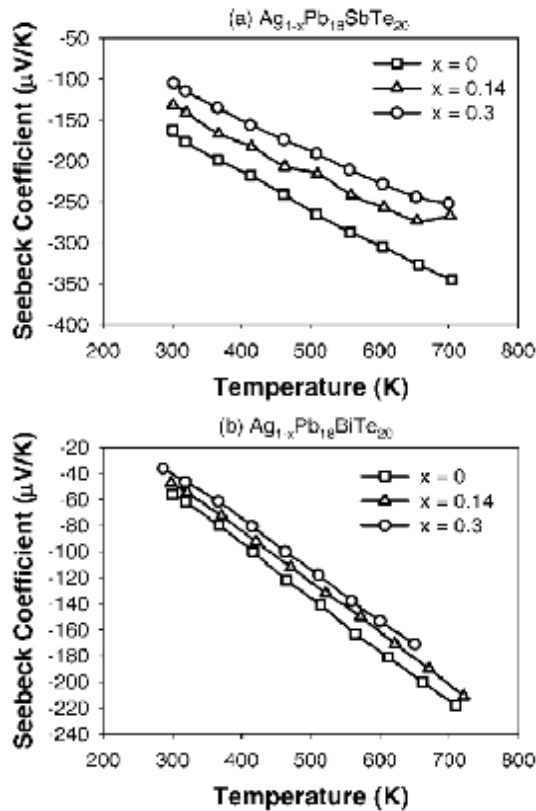 (a) Ag1-xPb18SbTe20
-50
-100
-150
-200
-250
-300
-350
-400
x = 0
x = 0.14
x = 0.3
Seebeck Coefficient (μV/K)
200 300 400 500 600 700 800
Temperature (K)
(b) Ag1-xPb18BiTe20
-20
-40
-60
-80
-100
-120
-140
-160
-180
-200
-220
-240
x = 0
x = 0.14
x = 0.3
Seebeck Coefficient (μV/K)
200 300 400 500 600 700 800
Temperature (K)